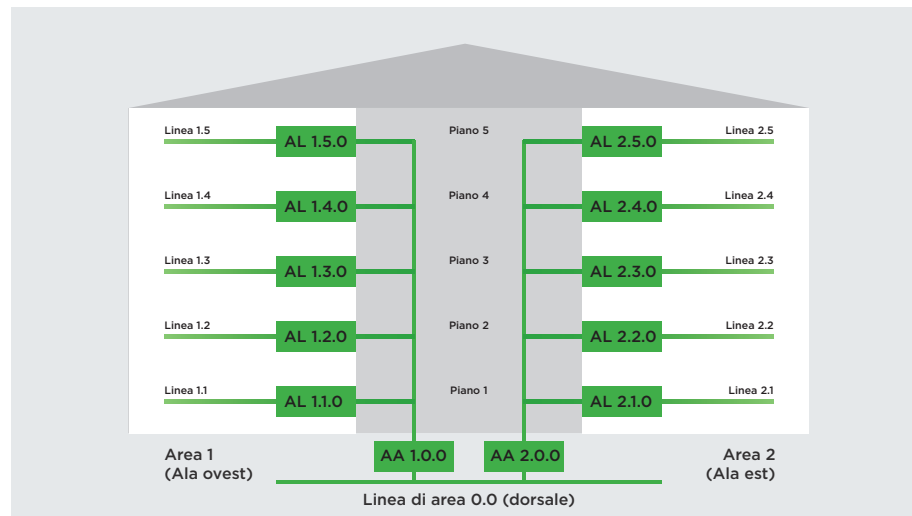 Linea 1.5
AL 1.5.0
Piano 5
AL 2.5.0
Linea 2.5
Linea 1.4
AL 1.4.0
Piano 4
AL 2.4.0
Linea 2.4
Linea 1.3
AL 1.3.0
Piano 3
AL 2.3.0
Linea 2.3
Linea 1.2
AL 1.2.0
Piano 2
AL 2.2.0
Linea 2.2
Linea 1.1
AL 1.1.0
Piano 1
AL 2.1.0
Linea 2.1
Area 1
(Ala ovest)
AA 1.0.0
AA 2.0.0
Area 2
(Ala est)
Linea di area 0.0 (dorsale)